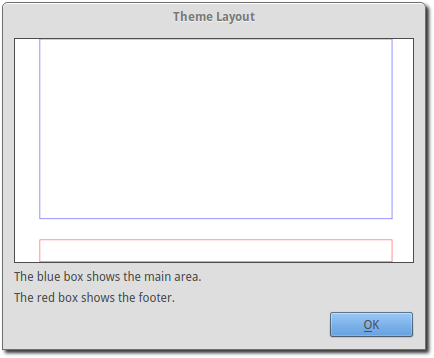 Theme Layout
The blue box shows the main area.
The red box shows the footer.
OK